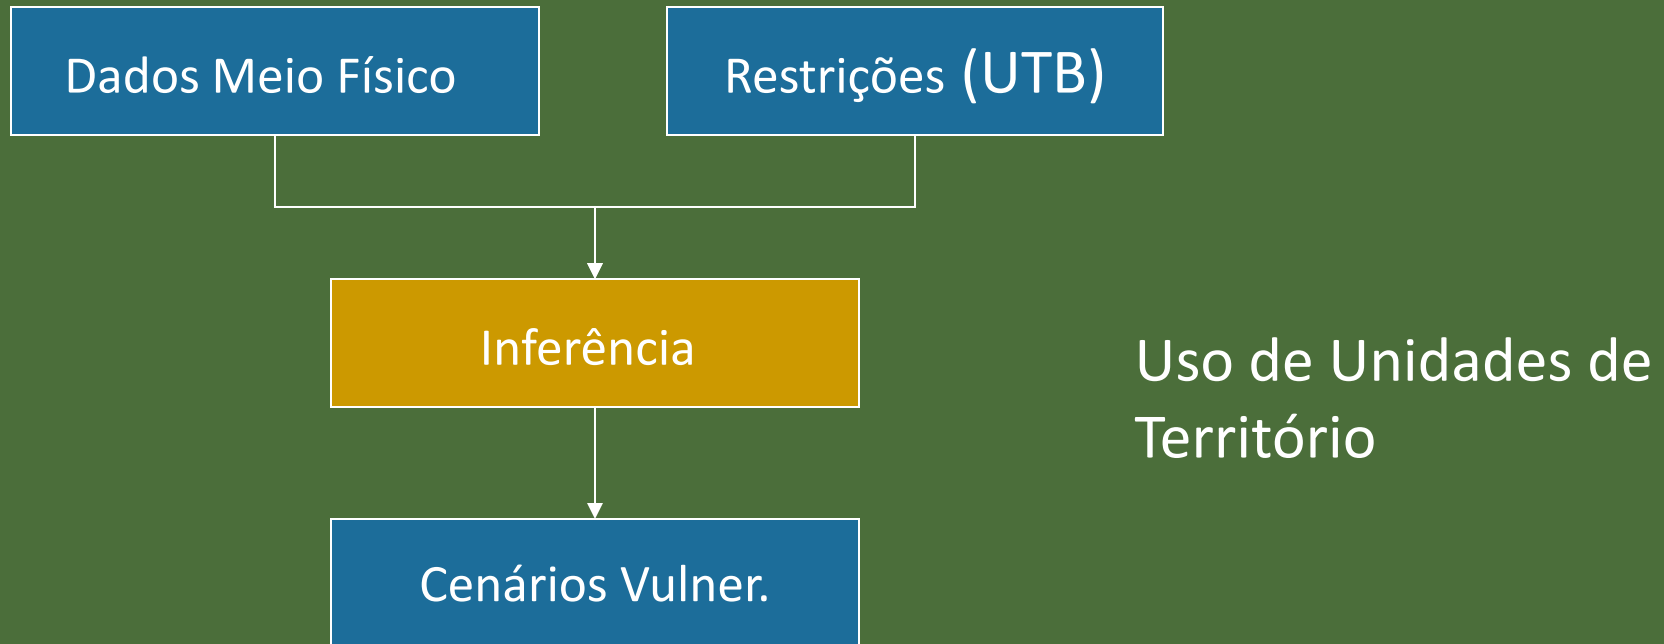 Dados Meio Físico
Restrições (UTB)
Inferência
Uso de Unidades de
Território
Cenários Vulner.